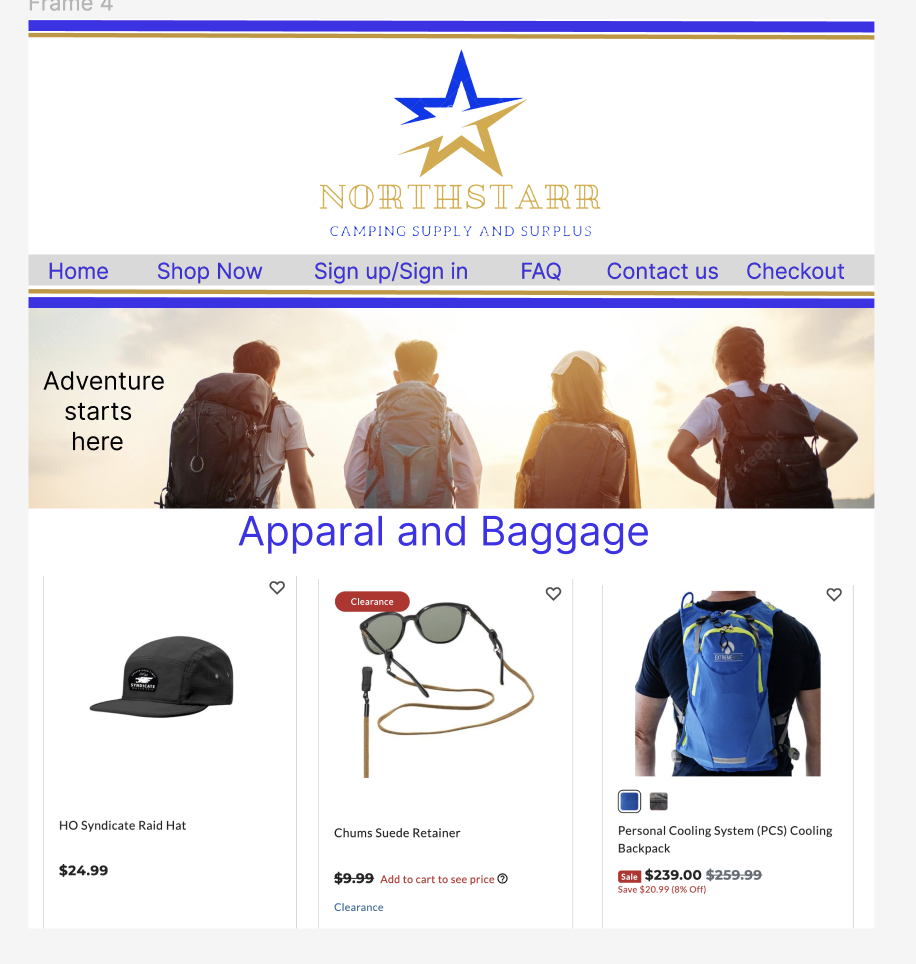 Frame 4
NORTHSTARR
CAMPING SUPPLY AND SURPLUS
Home Shop Now Sign up/Sign in FAQ Contact us Checkout
Adventure
starts
here
freepik
Apparal and Baggage
Clearance
SYNDICATE
EXTREME
HO Syndicate Raid Hat
$24.99
Chums Suede Retainer
$9.99 Add to cart to see price
Clearance
Personal Cooling System (PCS) Cooling
Backpack
Sale $239.00 $259.99
Save $20.99 (8% Off)